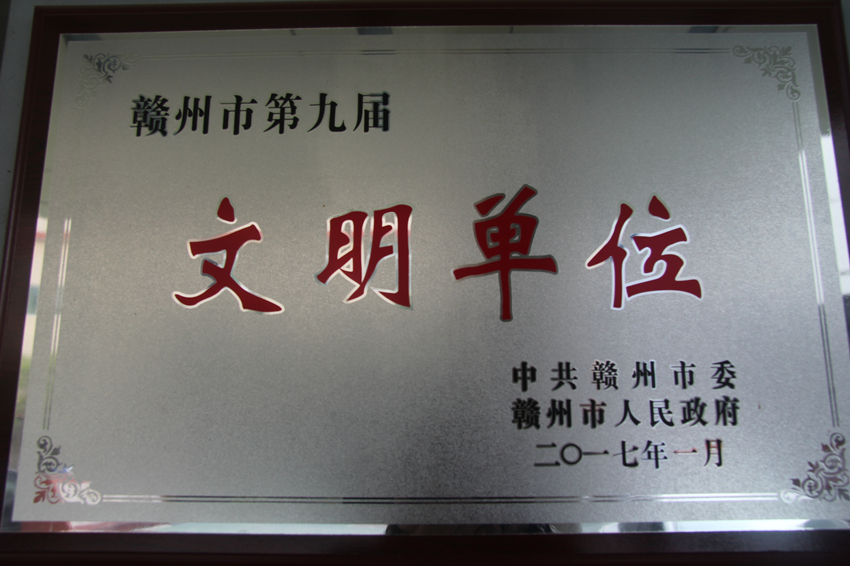 赣州市第九届
文明单位
中共赣州市委
赣州市人民政府
二〇一七年一月